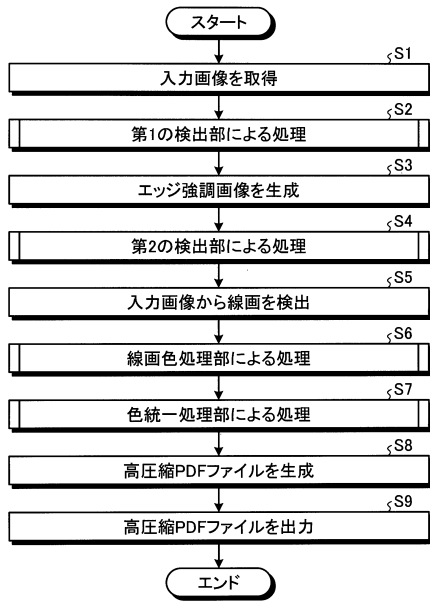 スタート
S1
入力画像を取得
S2
第1の検出部による処理
S3
エッジ強調画像を生成
S4
第2の検出部による処理
S5
入力画像から線画を検出
S6
線画色処理部による処理
S7
色統一処理部による処理
S8
高圧縮PDFファイルを生成
S9
高圧縮PDFファイルを出力
エンド